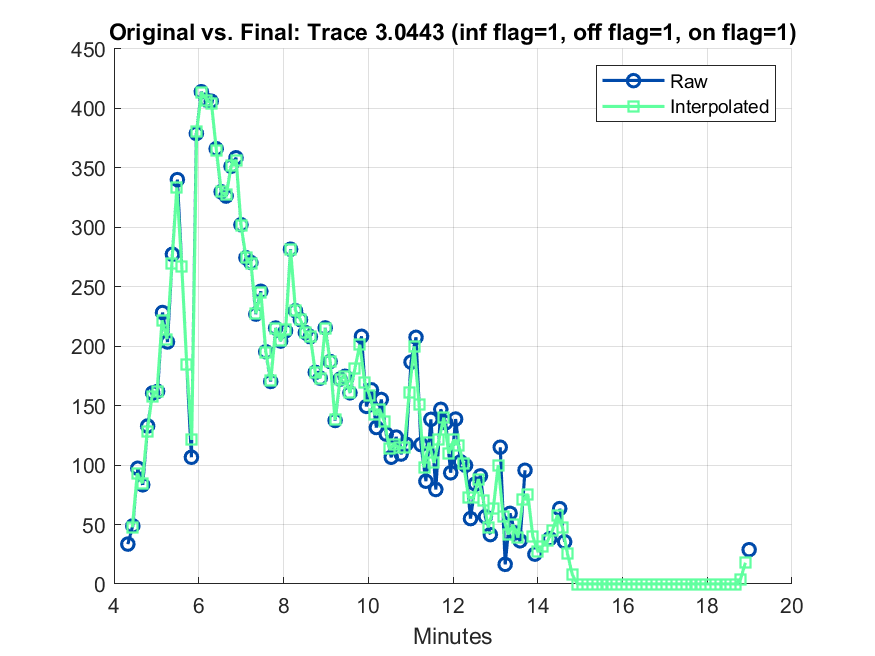 Original vs. Final: Trace 3.0443 (inf flag=1, off flag=1, on flag=1)
450
400
350
300
250
200
150
100
50
0
Raw
Interpolated
4 6 8 10 12 14 16 18 20
Minutes